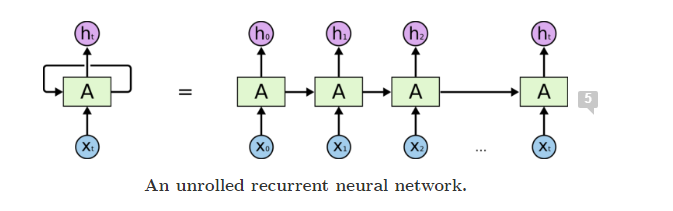 hₜ h₀ h₁ h₂ hₜ
A = A A A A 5
Xₜ X₀ X₁ X₂ ... Xₜ
An unrolled recurrent neural network.